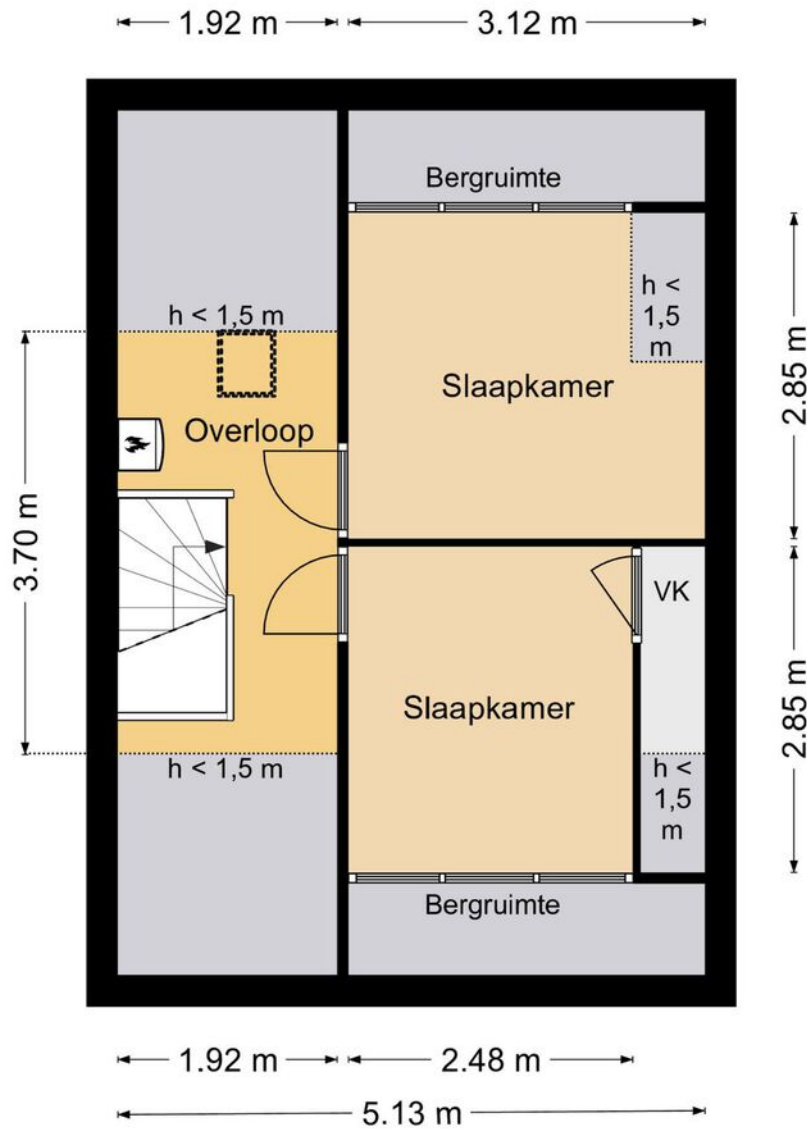 1.92 m
3.12 m
Bergruimte
h < 1,5 m
h <
1,5
m
Slaapkamer
2.85 m
Overloop
3.70 m
VK
Slaapkamer
2.85 m
h < 1,5 m
h <
1,5
m
Bergruimte
1.92 m
2.48 m
5.13 m